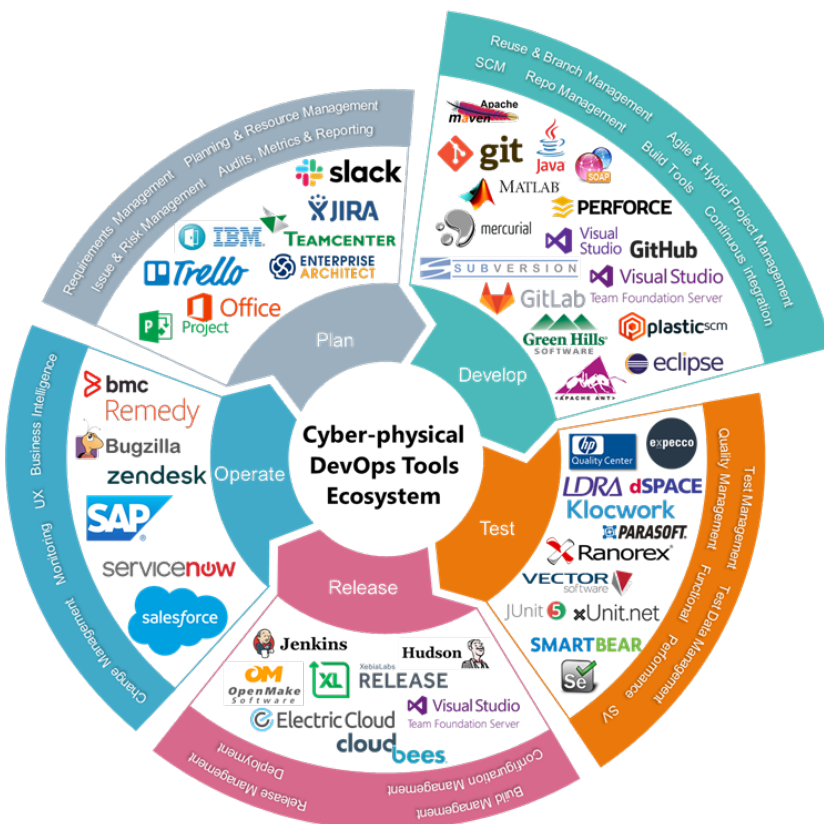 Cyber-physical
DevOps Tools
Ecosystem
Plan
Requirements Management Planning & Resource Management
Issue & Risk Management Audits, Metrics & Reporting
slack
JIRA
IBM
TEAMCENTER
Trello
ENTERPRISE
ARCHITECT
Office
Project
Develop
Reuse & Branch Management Agile & Hybrid Project Management
SCM Repo Management Build Tools Continuous Integration
Apache
maven
git
Java
SOAP
MATLAB
PERFORCE
mercurial
Visual
Studio
GitHub
SUBVERSION
Visual Studio
Team Foundation Server
GitLab
Green Hills®
SOFTWARE
plasticscm
APACHE ANT
eclipse
Test
Test Management Test Data Management
Quality Management Functional Performance SV
hp
Quality Center
expecco
LDRA
dSPACE
Klocwork
PARASOFT.
Ranorex®
VECTOR
software
JUnit 5
xUnit.net
SMARTBEAR
Se
Release
Release Management Deployment
Build Management Configuration Management
Jenkins
Hudson
OM
OpenMake
Software
XL
XebiaLabs
RELEASE
Visual Studio
Team Foundation Server
Electric Cloud
cloudbees
Operate
Change Management Monitoring UX Business Intelligence
bmc
Remedy
Bugzilla
zendesk
SAP®
servicenow
salesforce